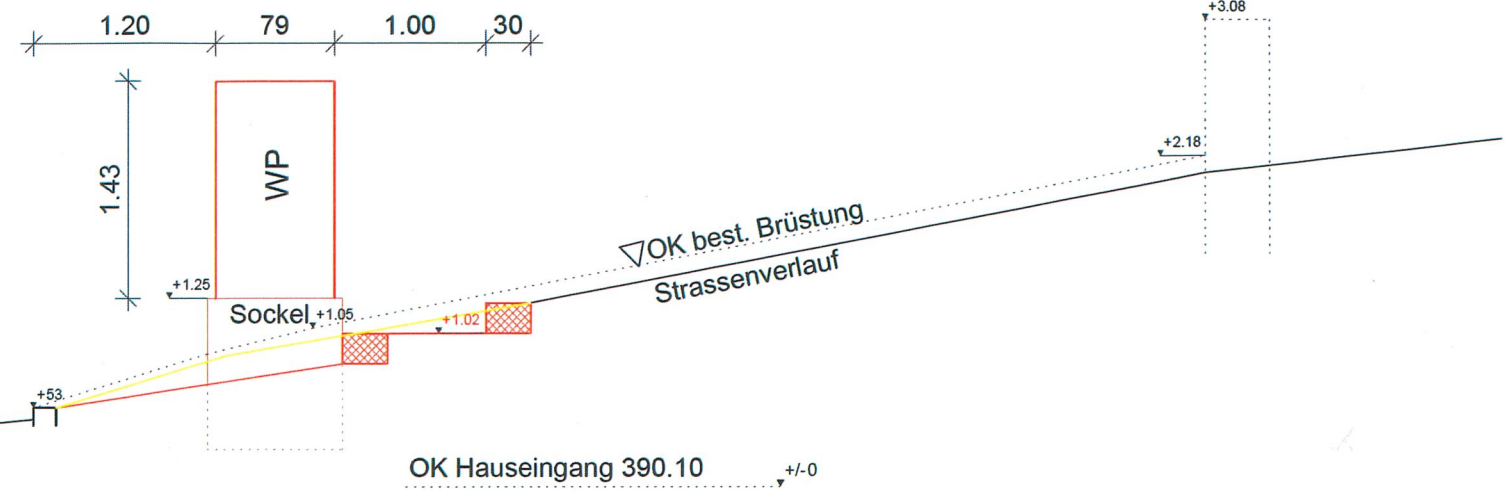 +3.08
1.20 79 1.00 30
1.43
WP
+2.18
OK best. Brüstung
Strassenverlauf
+1.25
Sockel
+1.05
+1.02
+53
OK Hauseingang 390.10
+/-0